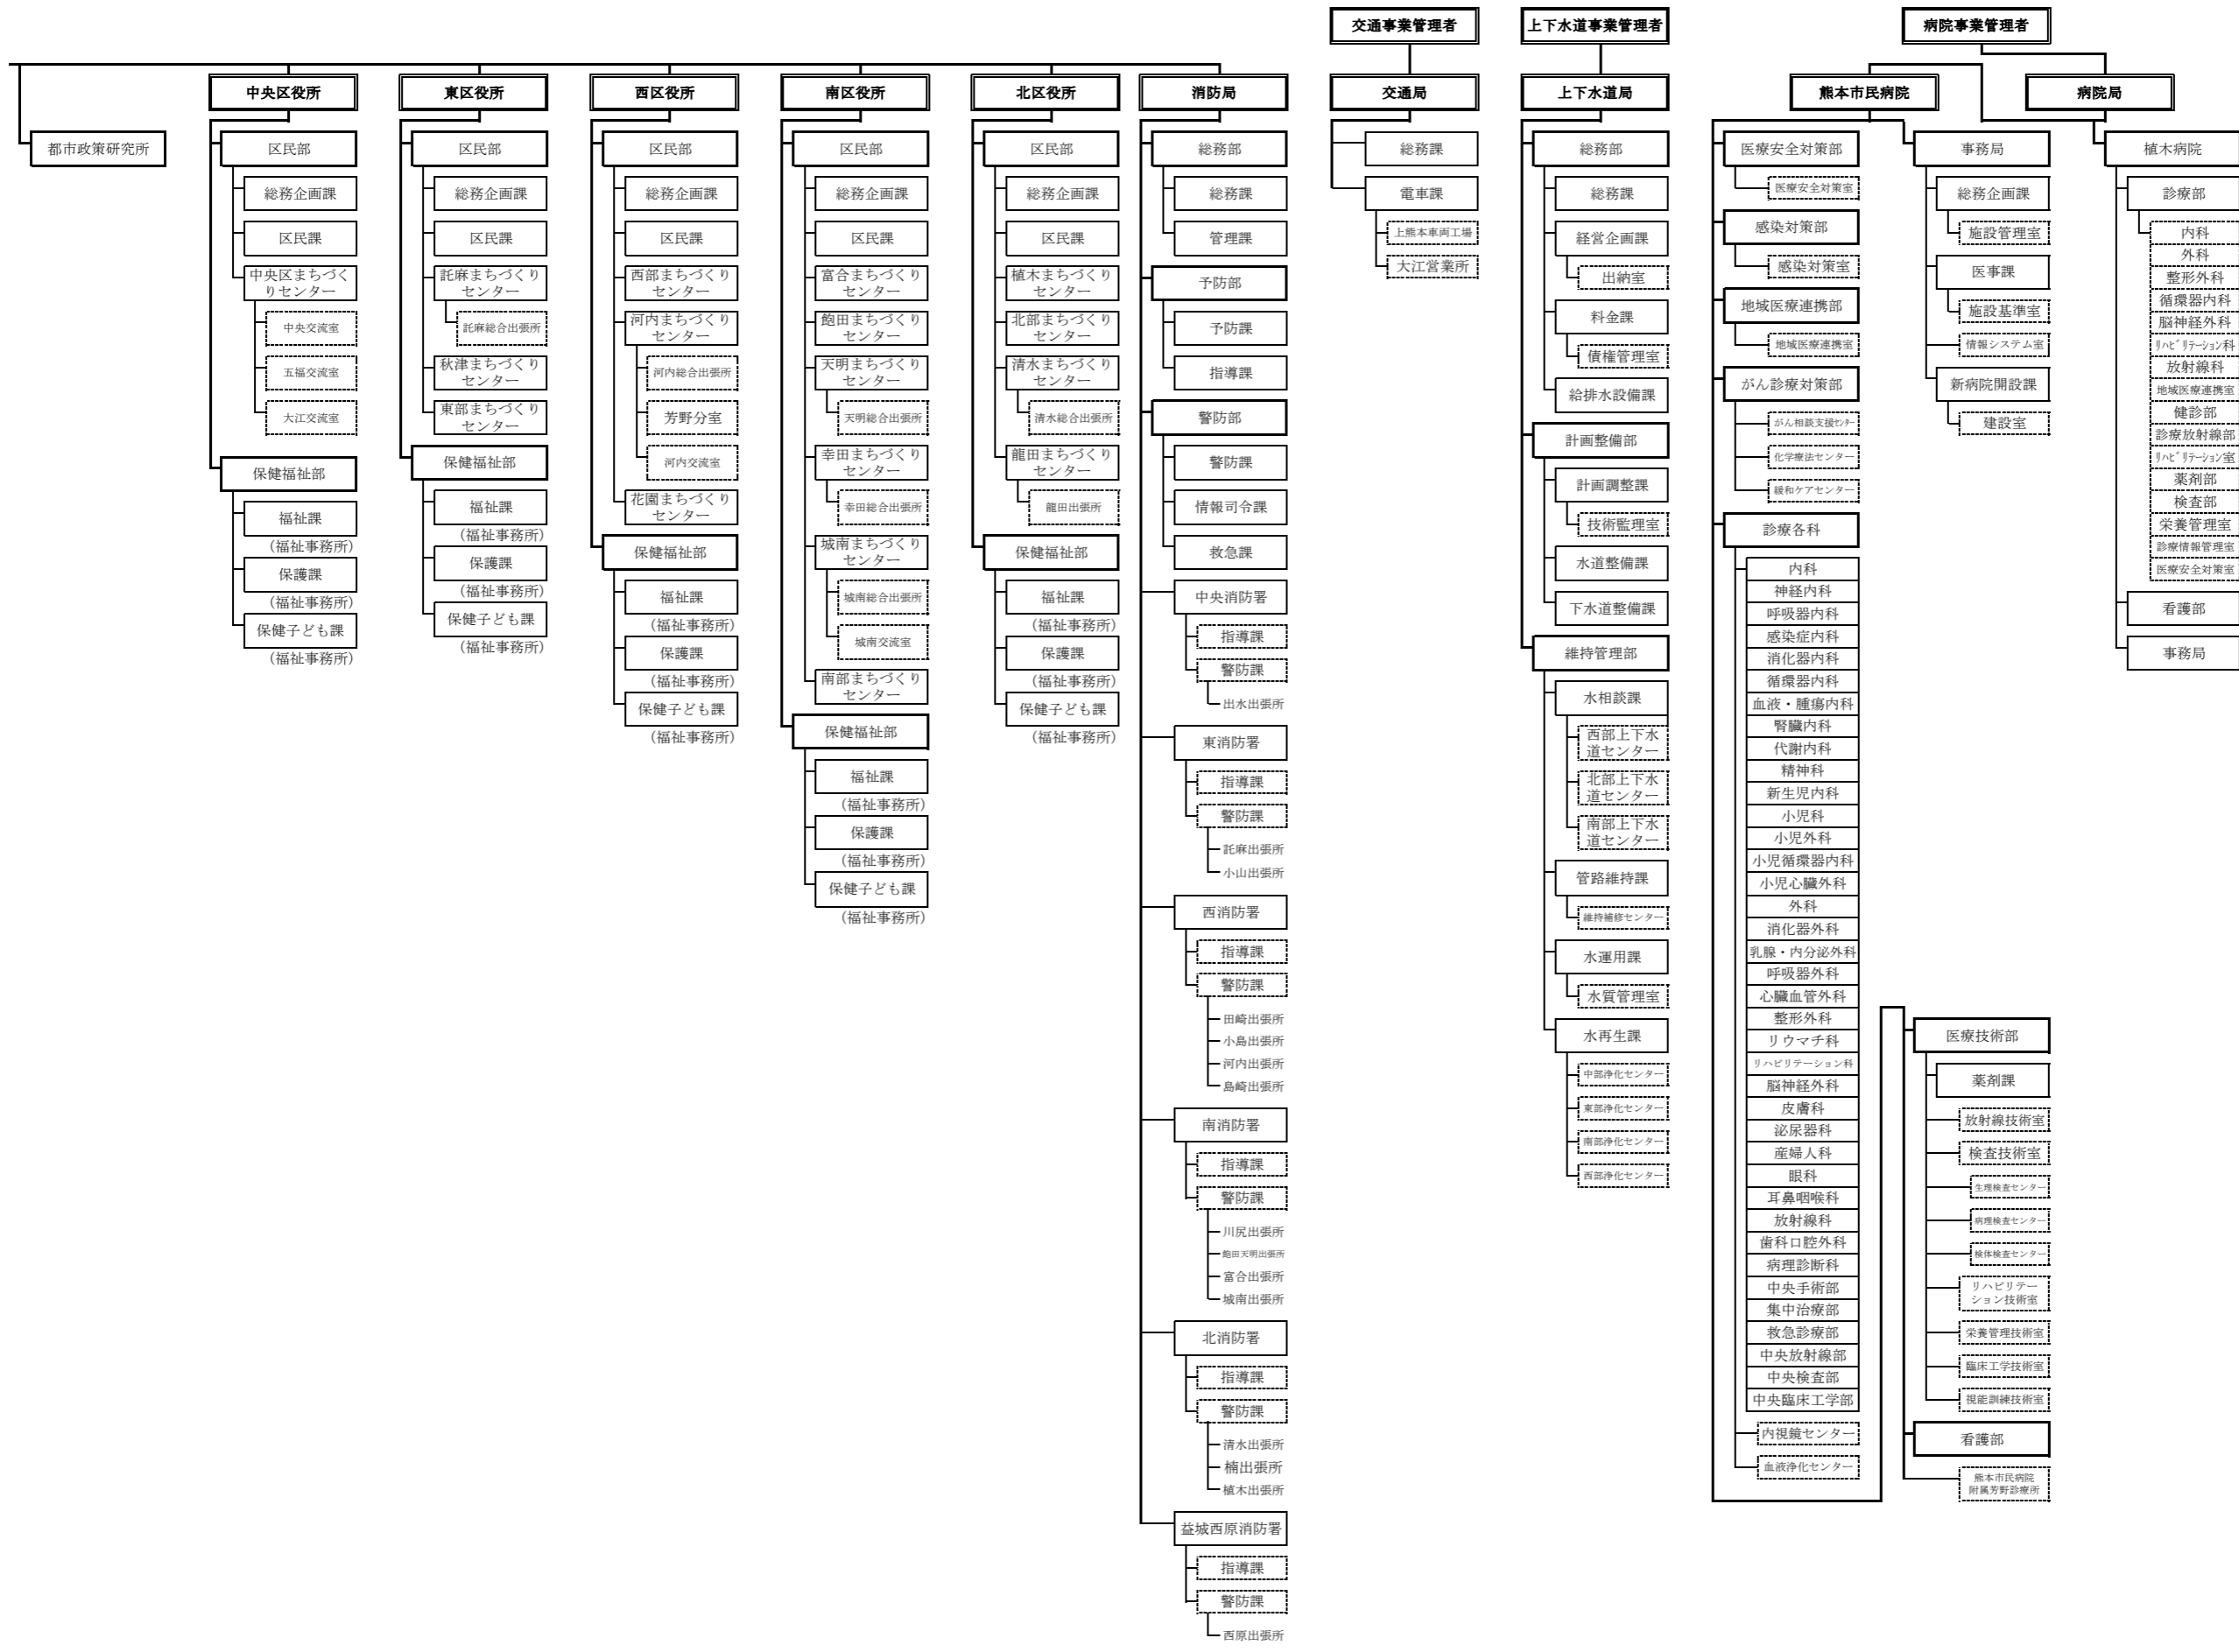 交通事業管理者
上下水道事業管理者
病院事業管理者
都市政策研究所
中央区役所
区民部
総務企画課
区民課
中央区まちづく
りセンター
中央交流室
五福交流室
大江交流室
保健福祉部
福祉課
(福祉事務所)
保護課
(福祉事務所)
保健子ども課
(福祉事務所)
東区役所
区民部
総務企画課
区民課
託麻まちづくり
センター
託麻総合出張所
秋津まちづくり
センター
東部まちづくり
センター
保健福祉部
福祉課
(福祉事務所)
保護課
(福祉事務所)
保健子ども課
(福祉事務所)
西区役所
区民部
総務企画課
区民課
西部まちづくり
センター
河内まちづくり
センター
河内総合出張所
芳野分室
河内交流室
花園まちづくり
センター
保健福祉部
福祉課
(福祉事務所)
保護課
(福祉事務所)
保健子ども課
(福祉事務所)
南区役所
区民部
総務企画課
区民課
富合まちづくり
センター
飽田まちづくり
センター
天明まちづくり
センター
天明総合出張所
幸田まちづくり
センター
幸田総合出張所
城南まちづくり
センター
城南総合出張所
城南交流室
南部まちづくり
センター
保健福祉部
福祉課
(福祉事務所)
保護課
(福祉事務所)
保健子ども課
(福祉事務所)
北区役所
区民部
総務企画課
区民課
植木まちづくり
センター
北部まちづくり
センター
清水まちづくり
センター
清水総合出張所
龍田まちづくり
センター
龍田出張所
保健福祉部
福祉課
(福祉事務所)
保護課
(福祉事務所)
保健子ども課
(福祉事務所)
消防局
総務部
総務課
管理課
予防部
予防課
指導課
警防部
警防課
情報司令課
救急課
中央消防署
指導課
警防課
出水出張所
東消防署
指導課
警防課
託麻出張所
小山出張所
西消防署
指導課
警防課
田崎出張所
小島出張所
河内出張所
島崎出張所
南消防署
指導課
警防課
川尻出張所
飽田天明出張所
富合出張所
城南出張所
北消防署
指導課
警防課
清水出張所
楠出張所
植木出張所
益城西原消防署
指導課
警防課
西原出張所
交通局
総務課
電車課
上熊本車両工場
大江営業所
上下水道局
総務部
総務課
経営企画課
出納室
料金課
債権管理室
給排水設備課
計画整備部
計画調整課
技術監理室
水道整備課
下水道整備課
維持管理部
水相談課
西部上下水
道センター
北部上下水
道センター
南部上下水
道センター
管路維持課
維持補修センター
水運用課
水質管理室
水再生課
中部浄化センター
東部浄化センター
南部浄化センター
西部浄化センター
熊本市民病院
医療安全対策部
医療安全対策室
感染対策部
感染対策室
地域医療連携部
地域医療連携室
がん診療対策部
がん相談支援ｾﾝﾀｰ
化学療法センター
緩和ケアセンター
診療各科
内科
神経内科
呼吸器内科
感染症内科
消化器内科
循環器内科
血液・腫瘍内科
腎臓内科
代謝内科
精神科
新生児内科
小児科
小児外科
小児循環器内科
小児心臓外科
外科
消化器外科
乳腺・内分泌外科
呼吸器外科
心臓血管外科
整形外科
リウマチ科
リハビリテーション科
脳神経外科
皮膚科
泌尿器科
産婦人科
眼科
耳鼻咽喉科
放射線科
歯科口腔外科
病理診断科
中央手術部
集中治療部
救急診療部
中央放射線部
中央検査部
中央臨床工学部
内視鏡センター
血液浄化センター
事務局
総務企画課
施設管理室
医事課
施設基準室
情報システム室
新病院開設課
建設室
医療技術部
薬剤課
放射線技術室
検査技術室
生理検査センター
病理検査センター
検体検査センター
リハビリテー
ション技術室
栄養管理技術室
臨床工学技術室
視能訓練技術室
看護部
熊本市民病院
附属芳野診療所
病院局
植木病院
診療部
内科
外科
整形外科
循環器内科
脳神経外科
ﾘﾊﾋﾞﾘﾃｰｼｮﾝ科
放射線科
地域医療連携室
健診部
診療放射線部
ﾘﾊﾋﾞﾘﾃｰｼｮﾝ室
薬剤部
検査部
栄養管理室
診療情報管理室
医療安全対策室
看護部
事務局